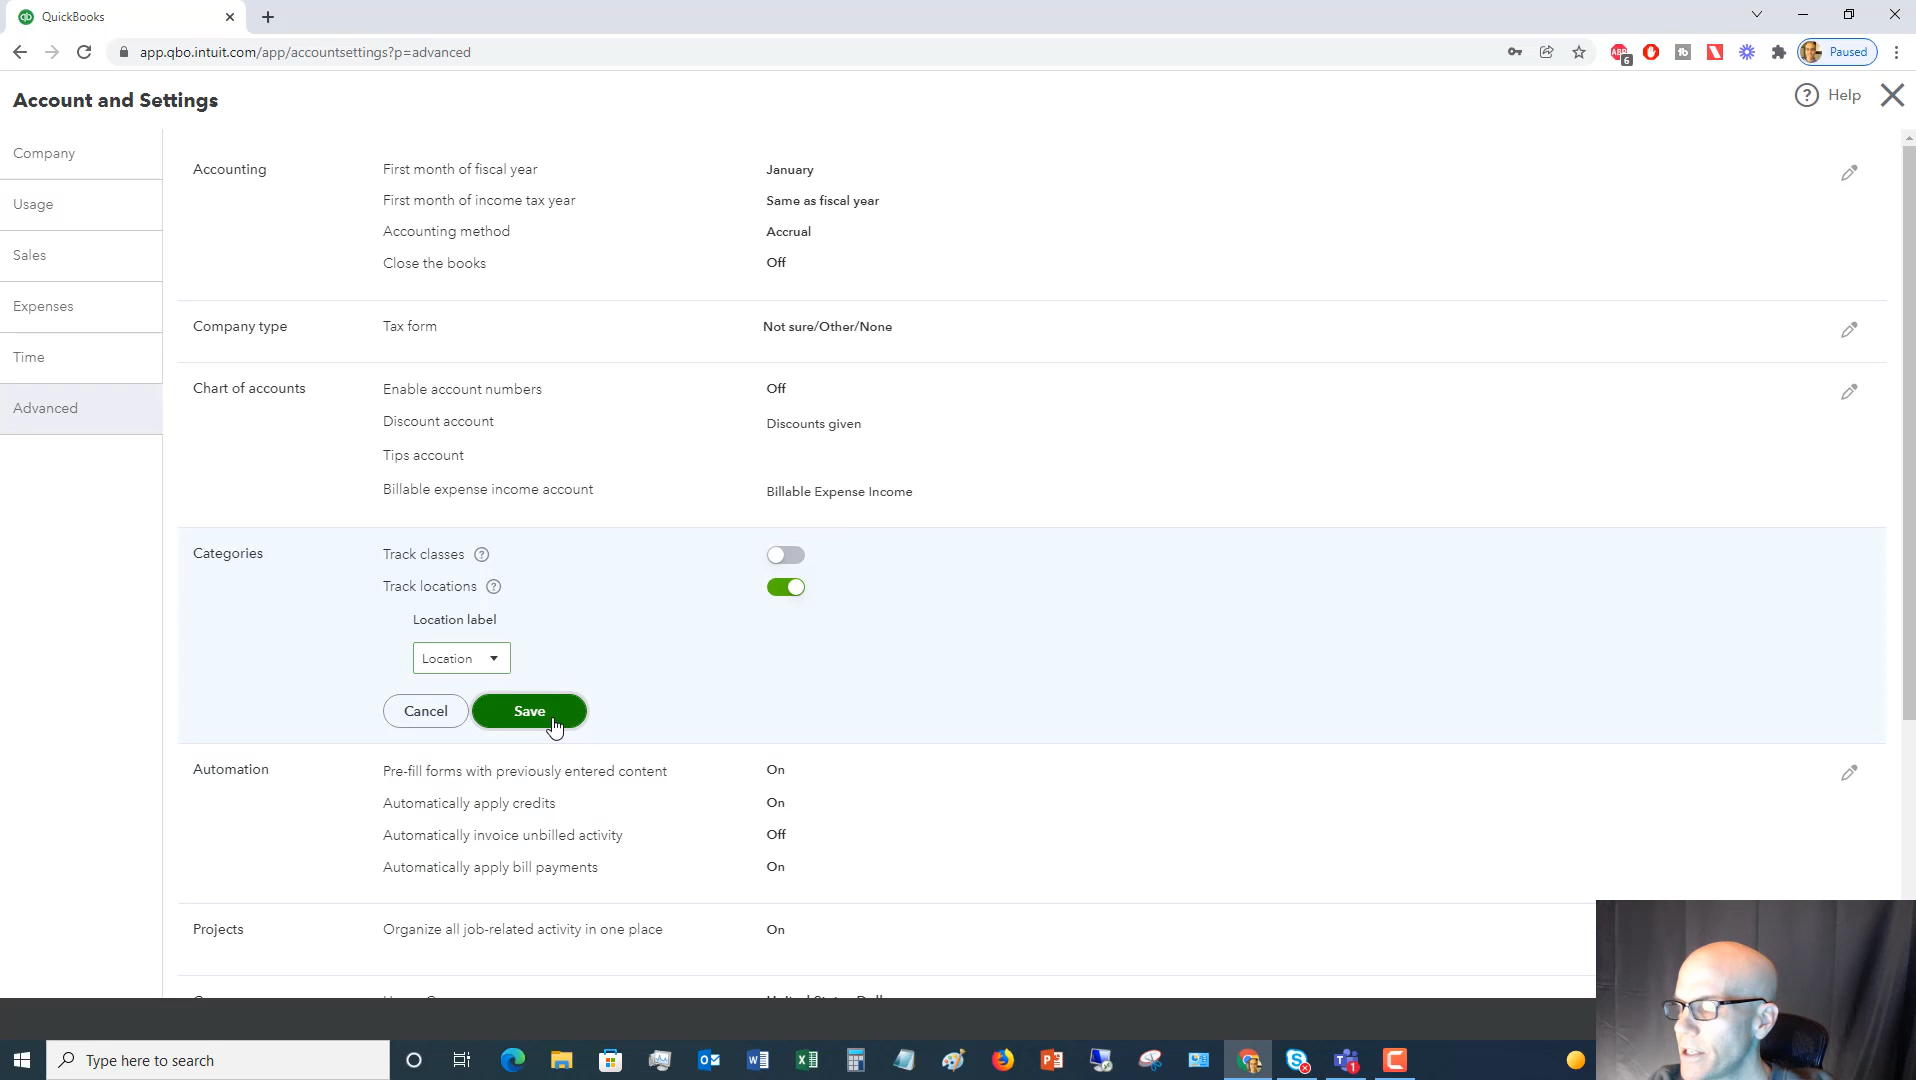 QuickBooks
app.qbo.intuit.com/app/accountsettings?p=advanced
ABP 6
tb
Paused
Account and Settings
Help
Company
Usage
Sales
Expenses
Time
Advanced
Accounting
First month of fiscal year January
First month of income tax year Same as fiscal year
Accounting method Accrual
Close the books Off
Company type Tax form Not sure/Other/None
Chart of accounts Enable account numbers Off
Discount account Discounts given
Tips account
Billable expense income account Billable Expense Income
Categories Track classes ?
Track locations ?
Location label
Location
Cancel Save
Automation Pre-fill forms with previously entered content On
Automatically apply credits On
Automatically invoice unbilled activity Off
Automatically apply bill payments On
Projects Organize all job-related activity in one place On
Type here to search